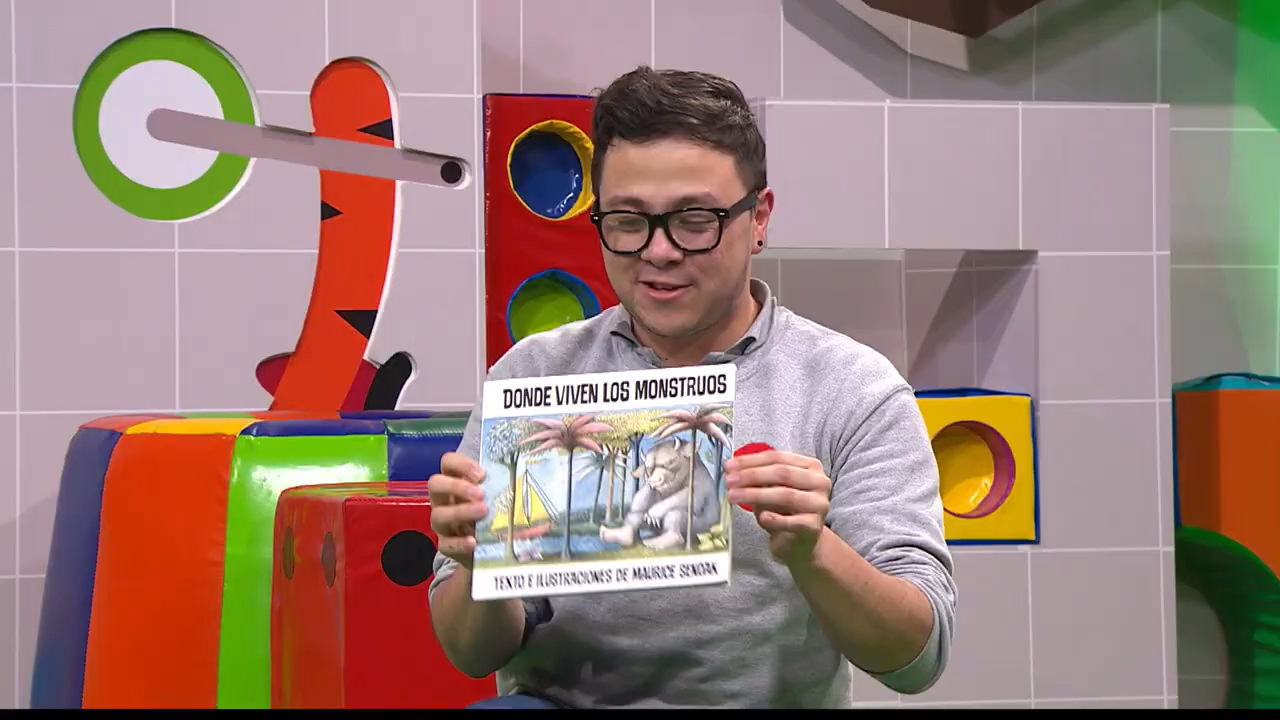 DONDE VIVEN LOS MONSTRUOS
TEXTO E ILUSTRACIONES DE MAURICE SENDAK